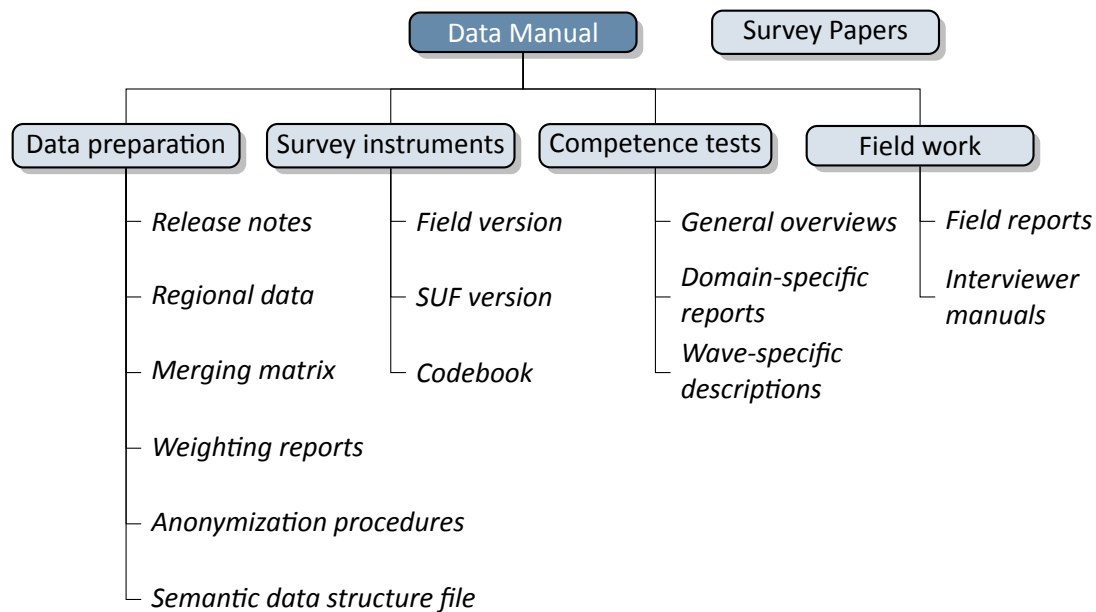 Data Manual
Survey Papers
Data preparation
Survey instruments
Competence tests
Field work
Release notes
Regional data
Merging matrix
Weighting reports
Anonymization procedures
Semantic data structure file
Field version
SUF version
Codebook
General overviews
Domain-specific
reports
Wave-specific
descriptions
Field reports
Interviewer
manuals